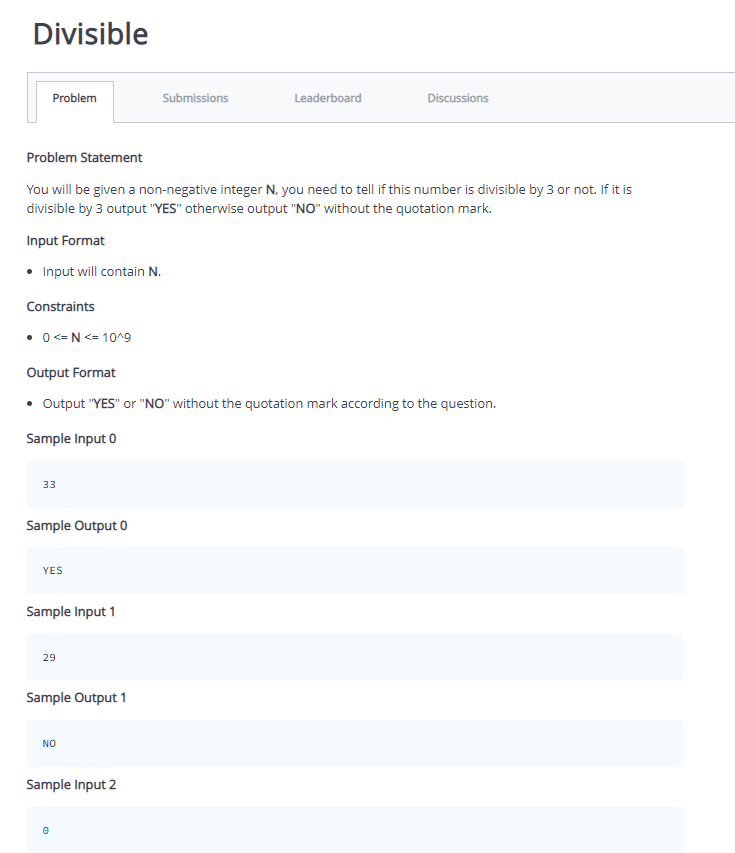 Divisible
Problem
Submissions
Leaderboard
Discussions
Problem Statement
You will be given a non-negative integer N, you need to tell if this number is divisible by 3 or not. If it is
divisible by 3 output "YES" otherwise output "NO" without the quotation mark.
Input Format
• Input will contain N.
Constraints
• 0 <= N <= 10^9
Output Format
• Output "YES" or "NO" without the quotation mark according to the question.
Sample Input 0
33
Sample Output 0
YES
Sample Input 1
29
Sample Output 1
NO
Sample Input 2
0